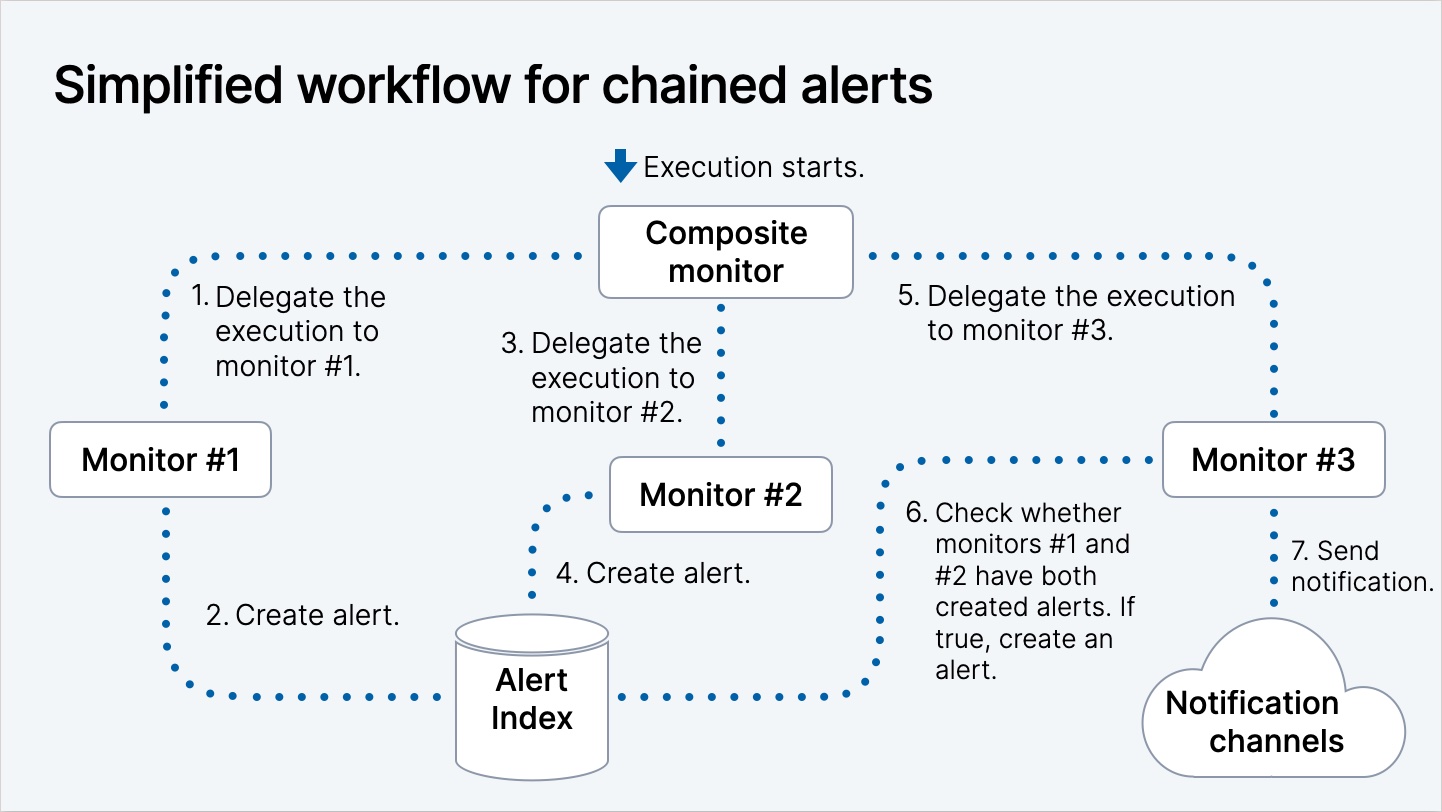 Simplified workflow for chained alerts
Execution starts.
Composite
monitor
1. Delegate the
execution to
monitor #1.
3. Delegate the
execution to
monitor #2.
5. Delegate the execution
to monitor #3.
Monitor #1
Monitor #2
Monitor #3
2. Create alert.
4. Create alert.
6. Check whether
monitors #1 and
#2 have both
created alerts. If
true, create an
alert.
7. Send
notification.
Alert
Index
Notification
channels